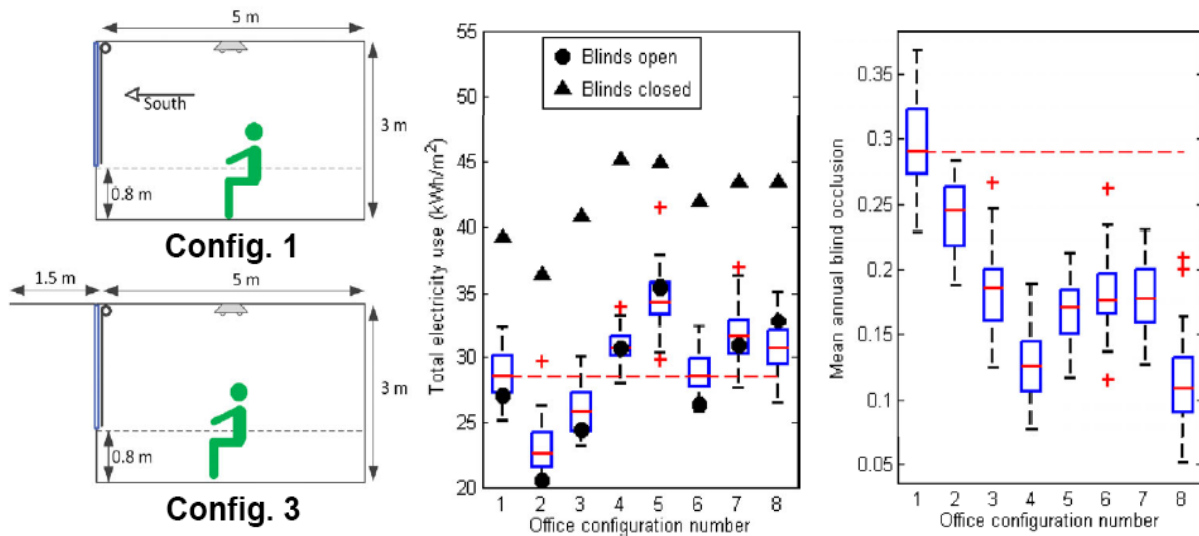 5 m
South
3 m
0.8 m
Config. 1
1.5 m
5 m
3 m
0.8 m
Config. 3
Total electricity use (kWh/m²)
55
50
45
40
35
30
25
20
Blinds open
Blinds closed
1 2 3 4 5 6 7 8
Office configuration number
Mean annual blind occlusion
0.35
0.3
0.25
0.2
0.15
0.1
0.05
1 2 3 4 5 6 7 8
Office configuration number